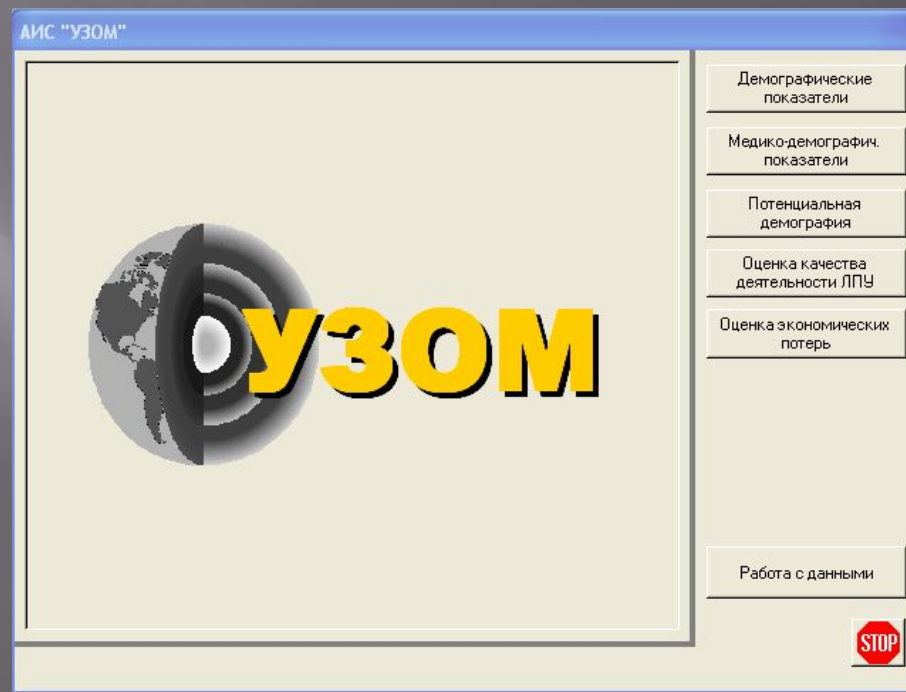 АИС "УЗОМ"
УЗОМ
Демографические
показатели
Медико-демографич.
показатели
Потенциальная
демография
Оценка качества
деятельности ЛПУ
Оценка экономических
потерь
Работа с данными
STOP